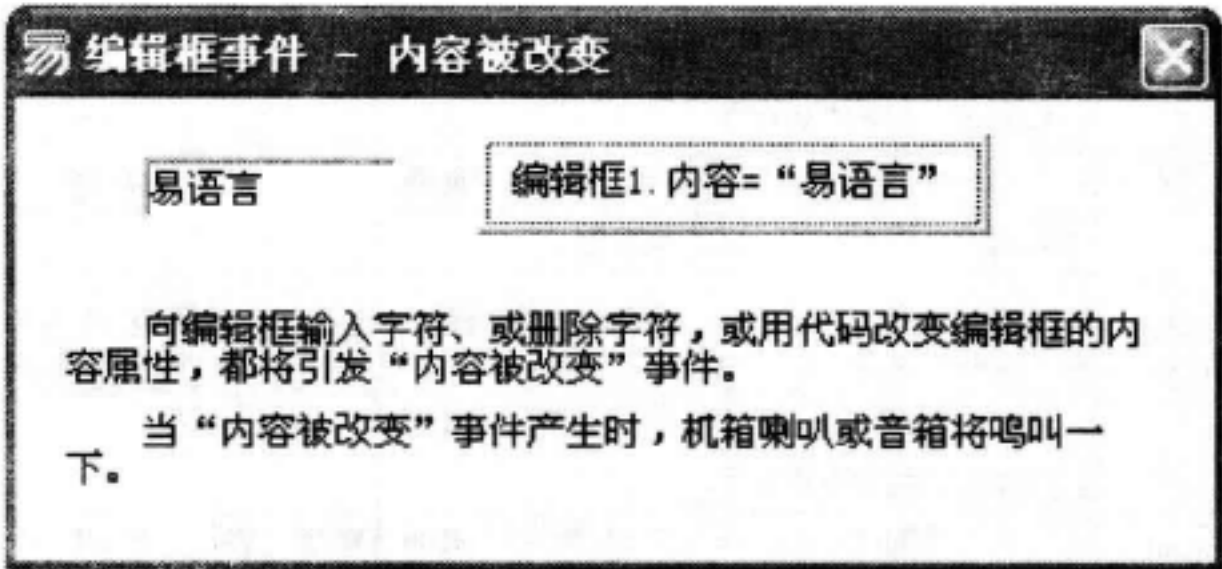 易 编辑框事件 - 内容被改变
易语言
编辑框1.内容=“易语言”
向编辑框输入字符、或删除字符，或用代码改变编辑框的内
容属性，都将引发“内容被改变”事件。
当“内容被改变”事件产生时，机箱喇叭或音箱将鸣叫一
下。